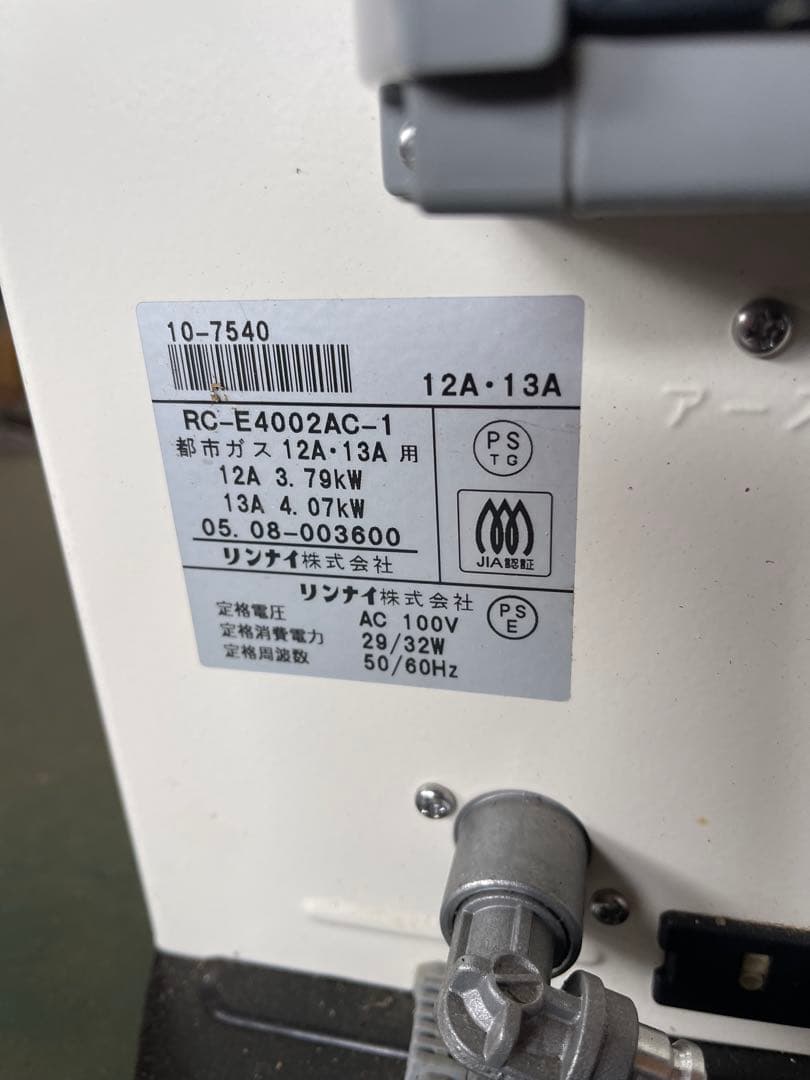 10-7540
12A・13A
RC-E4002AC-1
都市ガス 12A・13A 用
12A 3.79kW
13A 4.07kW
05.08-003600
リンナイ株式会社
PS
TG
JIA認証
リンナイ株式会社
定格電圧 AC 100V
定格消費電力 29/32W
定格周波数 50/60Hz
PS
E
アース